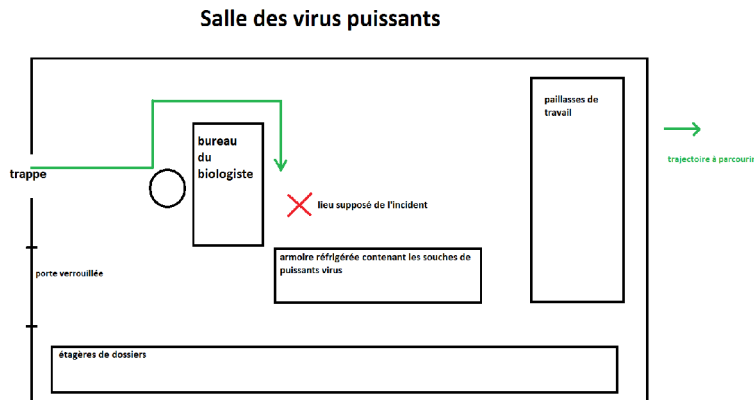 Salle des virus puissants
paillasses de
travail
bureau
du
biologiste
trajectoire à parcourir
trappe
lieu supposé de l'incident
armoire réfrigérée contenant les souches de
puissants virus
porte verrouillée
étagères de dossiers